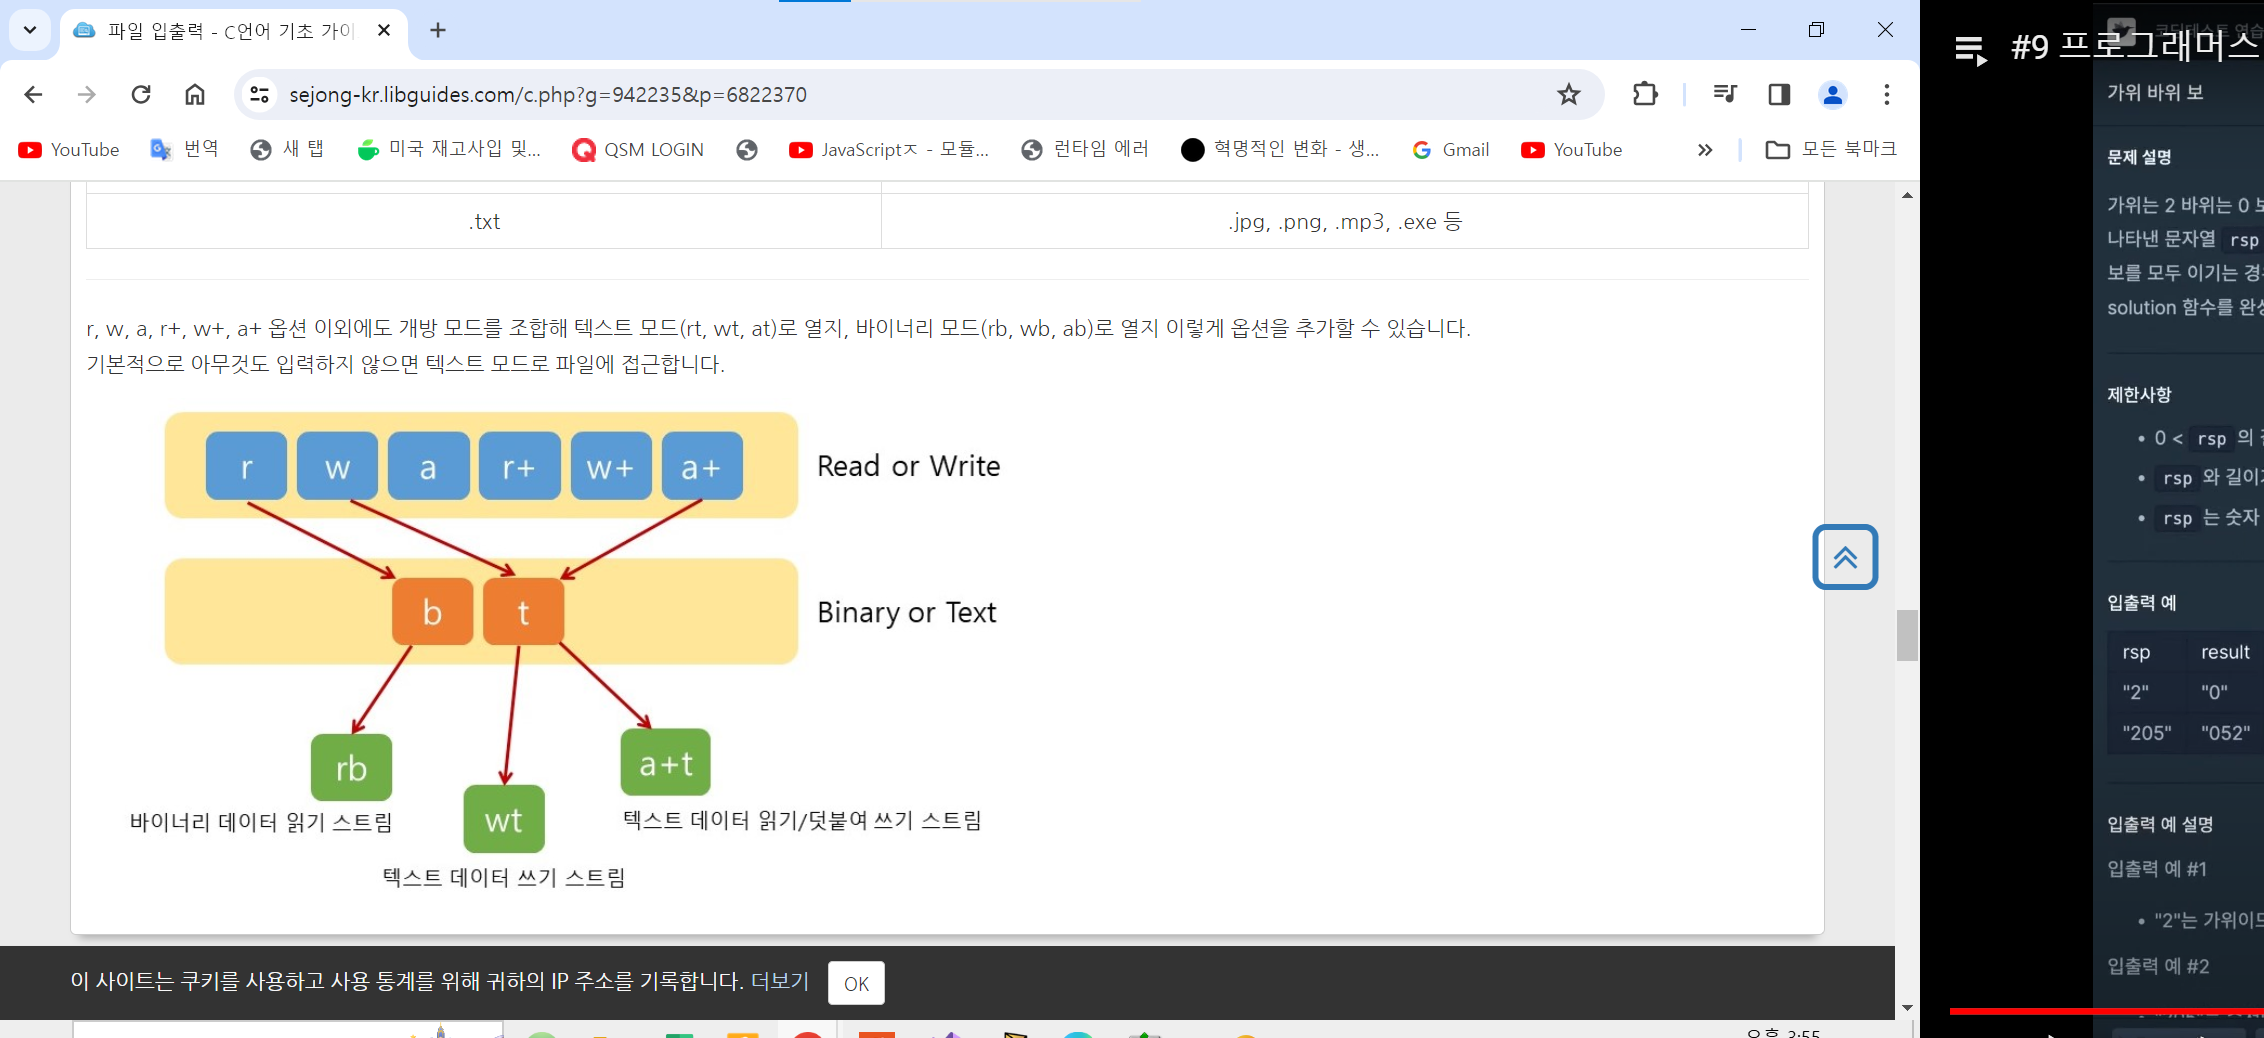 파일 입출력 - C언어 기초 가이
sejong-kr.libguides.com/c.php?g=942235&p=6822370
YouTube 번역 새 탭 미국 재고사입 및... QSM LOGIN JavaScriptㅈ - 모듈... 런타임 에러 혁명적인 변화 - 생... Gmail YouTube » 모든 북마크
.txt .jpg, .png, .mp3, .exe 등
r, w, a, r+, w+, a+ 옵션 이외에도 개방 모드를 조합해 텍스트 모드(rt, wt, at)로 열지, 바이너리 모드(rb, wb, ab)로 열지 이렇게 옵션을 추가할 수 있습니다.
기본적으로 아무것도 입력하지 않으면 텍스트 모드로 파일에 접근합니다.
r w a r+ w+ a+ Read or Write
b t Binary or Text
rb
바이너리 데이터 읽기 스트림
wt
텍스트 데이터 쓰기 스트림
a+t
텍스트 데이터 읽기/덧붙여 쓰기 스트림
이 사이트는 쿠키를 사용하고 사용 통계를 위해 귀하의 IP 주소를 기록합니다. 더보기 OK
오후 3:55
코딩테스트 연습
#9 프로그래머스
가위 바위 보
문제 설명
가위는 2 바위는 0
나타낸 문자열 rsp
보를 모두 이기는
solution 함수를
제한사항
• 0 < rsp 의
• rsp 와
• rsp 는 숫자
입출력 예
rsp result
"2" "0"
"205" "052"
입출력 예 설명
입출력 예 #1
• "2"는
입출력 예 #2